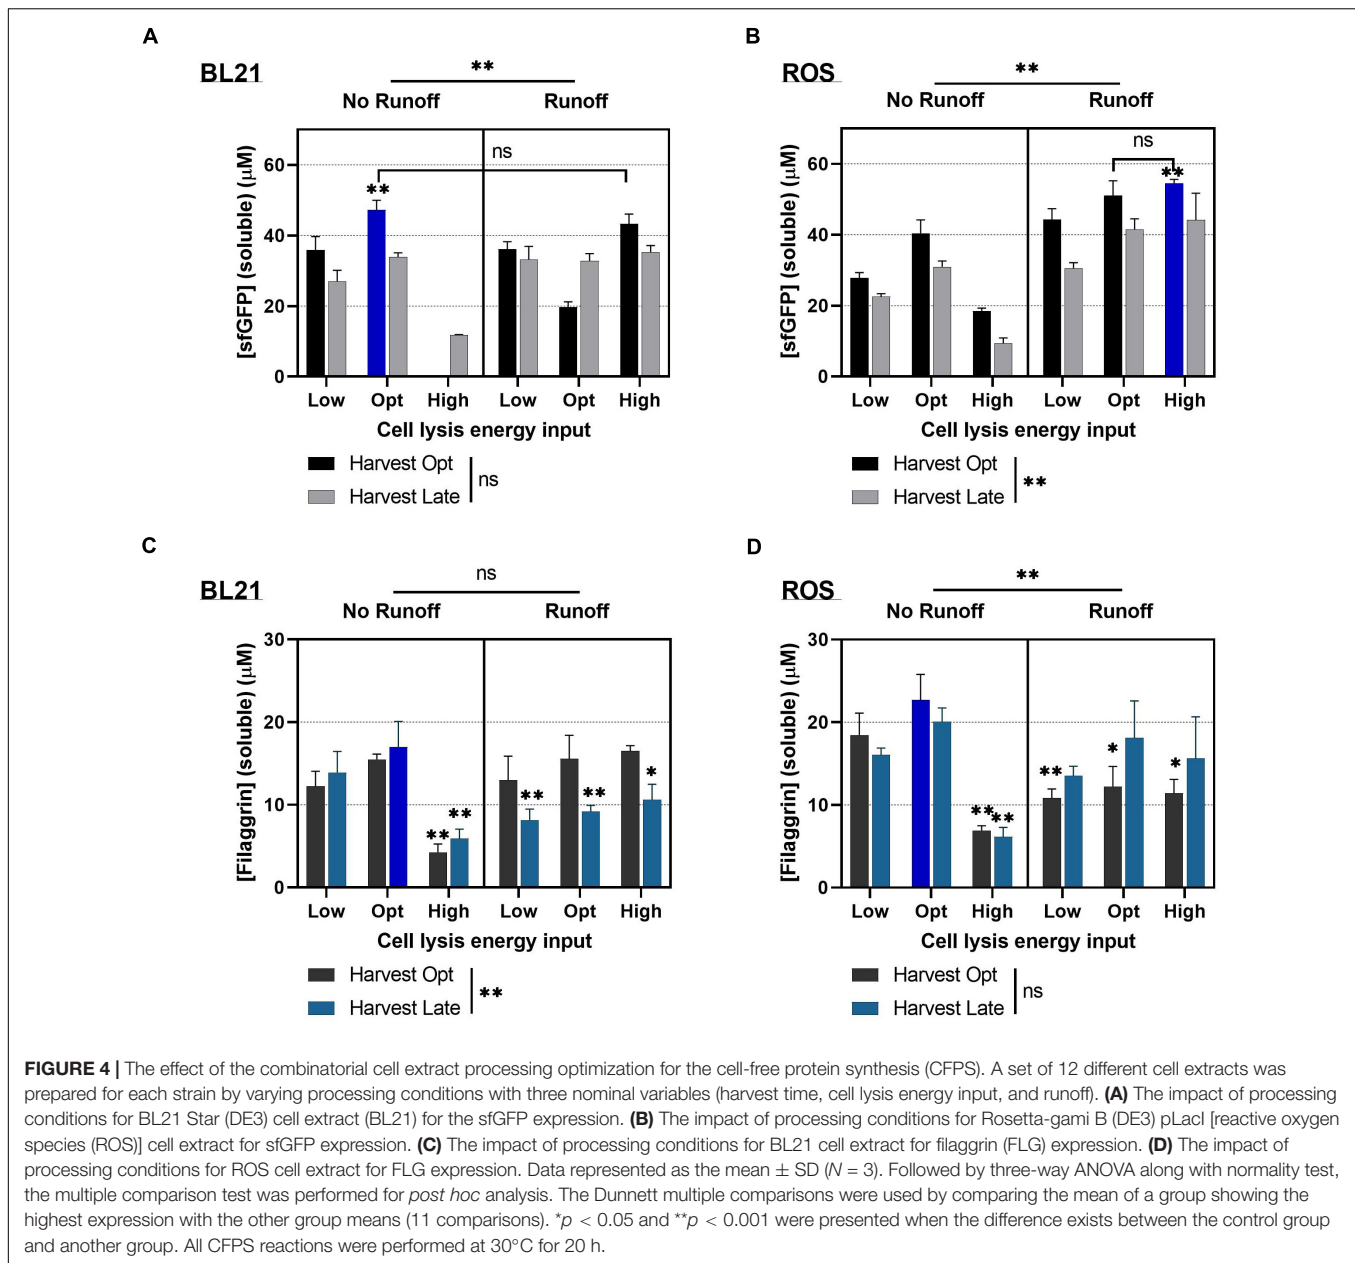 A
BL21
**
No Runoff Runoff
ns
**
[sfGFP] (soluble) (μM)
60
40
20
0
Low Opt High Low Opt High
Cell lysis energy input
Harvest Opt
Harvest Late
ns
B
ROS
**
No Runoff Runoff
ns
**
[sfGFP] (soluble) (μM)
60
40
20
0
Low Opt High Low Opt High
Cell lysis energy input
Harvest Opt
Harvest Late
**
C
BL21
ns
No Runoff Runoff
[Filaggrin] (soluble) (μM)
30
20
10
0
** ** ** ** *
Low Opt High Low Opt High
Cell lysis energy input
Harvest Opt
Harvest Late
**
D
ROS
**
No Runoff Runoff
[Filaggrin] (soluble) (μM)
30
20
10
0
** ** ** * *
Low Opt High Low Opt High
Cell lysis energy input
Harvest Opt
Harvest Late
ns
FIGURE 4 | The effect of the combinatorial cell extract processing optimization for the cell-free protein synthesis (CFPS). A set of 12 different cell extracts was
prepared for each strain by varying processing conditions with three nominal variables (harvest time, cell lysis energy input, and runoff). (A) The impact of processing
conditions for BL21 Star (DE3) cell extract (BL21) for the sfGFP expression. (B) The impact of processing conditions for Rosetta-gami B (DE3) pLacI [reactive oxygen
species (ROS)] cell extract for sfGFP expression. (C) The impact of processing conditions for BL21 cell extract for filaggrin (FLG) expression. (D) The impact of
processing conditions for ROS cell extract for FLG expression. Data represented as the mean ± SD (N = 3). Followed by three-way ANOVA along with normality test,
the multiple comparison test was performed for post hoc analysis. The Dunnett multiple comparisons were used by comparing the mean of a group showing the
highest expression with the other group means (11 comparisons). *p < 0.05 and **p < 0.001 were presented when the difference exists between the control group
and another group. All CFPS reactions were performed at 30°C for 20 h.